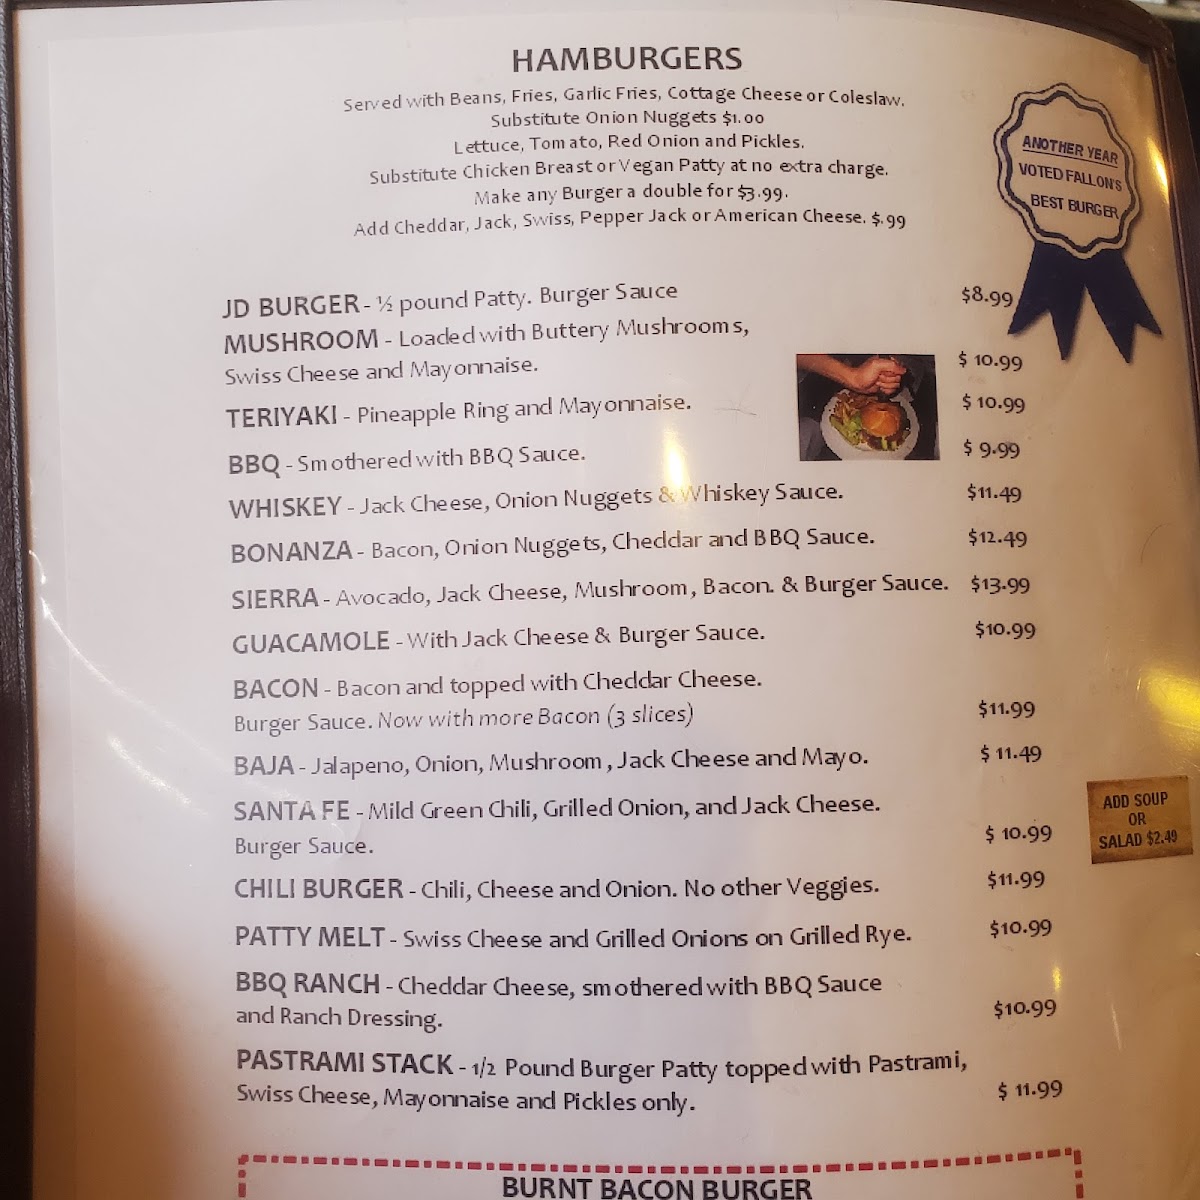 HAMBURGERS
Served with Beans, Fries, Garlic Fries, Cottage Cheese or Coleslaw.
Substitute Onion Nuggets $1.00
Lettuce, Tomato, Red Onion and Pickles.
Substitute Chicken Breast or Vegan Patty at no extra charge.
Make any Burger a double for $3.99.
Add Cheddar, Jack, Swiss, Pepper Jack or American Cheese. $.99
ANOTHER YEAR
VOTED FALLON'S
BEST BURGER
JD BURGER - ½ pound Patty. Burger Sauce $8.99
MUSHROOM - Loaded with Buttery Mushrooms,
Swiss Cheese and Mayonnaise. $ 10.99
TERIYAKI - Pineapple Ring and Mayonnaise. $ 10.99
BBQ - Smothered with BBQ Sauce. $ 9.99
WHISKEY - Jack Cheese, Onion Nuggets & Whiskey Sauce. $11.49
BONANZA - Bacon, Onion Nuggets, Cheddar and BBQ Sauce. $12.49
SIERRA - Avocado, Jack Cheese, Mushroom, Bacon. & Burger Sauce. $13.99
GUACAMOLE - With Jack Cheese & Burger Sauce. $10.99
BACON - Bacon and topped with Cheddar Cheese.
Burger Sauce. Now with more Bacon (3 slices) $11.99
BAJA - Jalapeno, Onion, Mushroom, Jack Cheese and Mayo. $ 11.49
SANTA FE - Mild Green Chili, Grilled Onion, and Jack Cheese.
Burger Sauce. $ 10.99
ADD SOUP
OR
SALAD $2.49
CHILI BURGER - Chili, Cheese and Onion. No other Veggies. $11.99
PATTY MELT - Swiss Cheese and Grilled Onions on Grilled Rye. $10.99
BBQ RANCH - Cheddar Cheese, smothered with BBQ Sauce
and Ranch Dressing. $10.99
PASTRAMI STACK - 1/2 Pound Burger Patty topped with Pastrami,
Swiss Cheese, Mayonnaise and Pickles only. $ 11.99
BURNT BACON BURGER